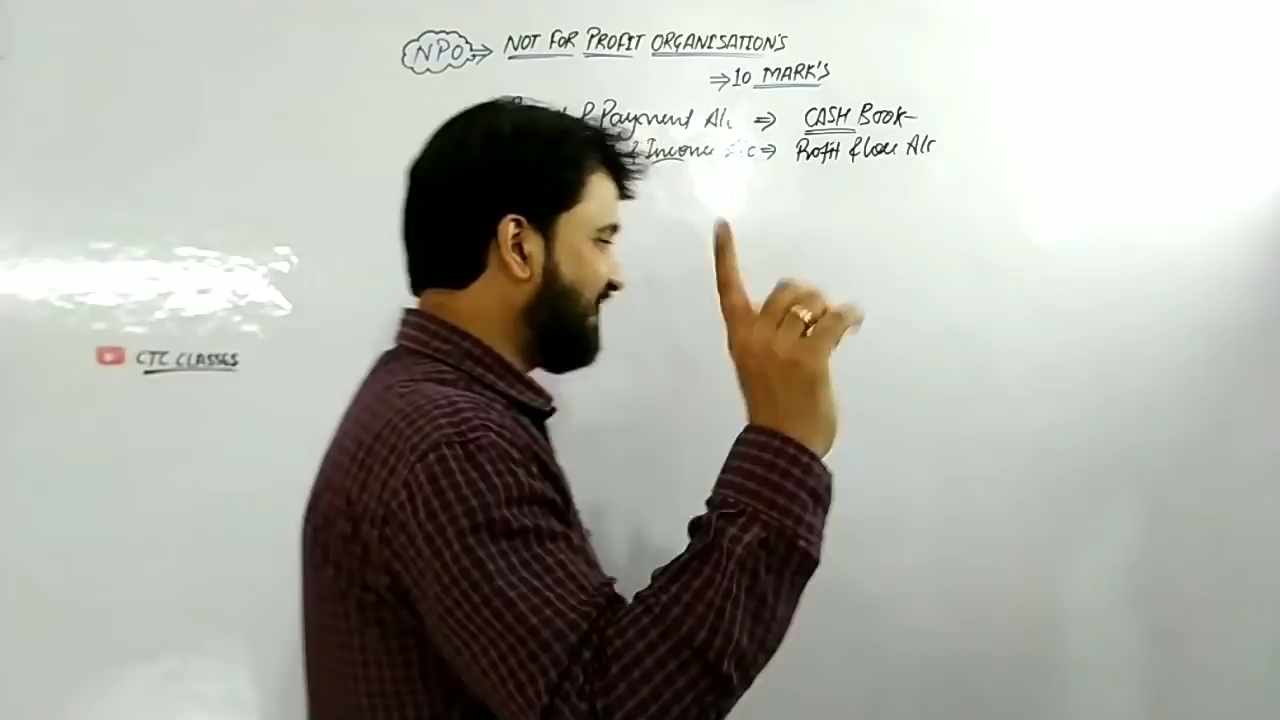 NPO ⇒ NOT FOR PROFIT ORGANISATION'S
⇒ 10 MARK'S
& Payment A/c ⇒ CASH BOOK
& Income A/c ⇒ Profit & Loss A/c
CTC CLASSES